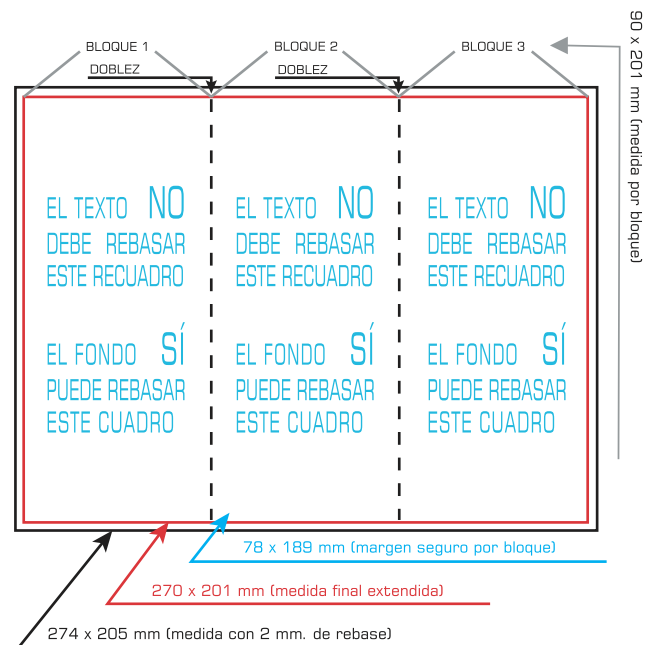 BLOQUE 1
BLOQUE 2
BLOQUE 3
DOBLEZ
DOBLEZ
90 x 201 mm (medida por bloque)
EL TEXTO NO
DEBE REBASAR
ESTE RECUADRO
EL FONDO SÍ
PUEDE REBASAR
ESTE CUADRO
EL TEXTO NO
DEBE REBASAR
ESTE RECUADRO
EL FONDO SÍ
PUEDE REBASAR
ESTE CUADRO
EL TEXTO NO
DEBE REBASAR
ESTE RECUADRO
EL FONDO SÍ
PUEDE REBASAR
ESTE CUADRO
78 x 189 mm (margen seguro por bloque)
270 x 201 mm (medida final extendida)
274 x 205 mm (medida con 2 mm. de rebase)